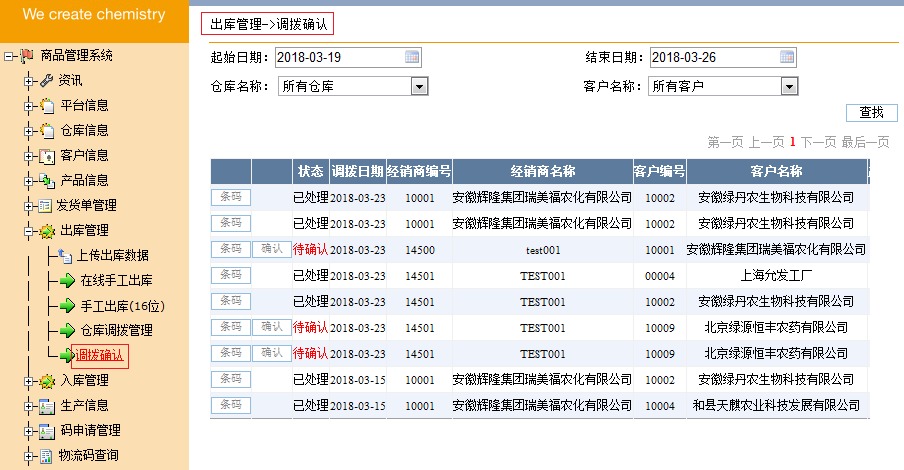 We create chemistry
商品管理系统
资讯
平台信息
仓库信息
客户信息
产品信息
发货单管理
出库管理
上传出库数据
在线手工出库
手工出库(16位)
仓库调拨管理
调拨确认
入库管理
生产信息
码申请管理
物流码查询
出库管理->调拨确认
起始日期: 2018-03-19 结束日期: 2018-03-26
仓库名称: 所有仓库 客户名称: 所有客户
查找
第一页 上一页 1 下一页 最后一页
状态 调拨日期 经销商编号 经销商名称 客户编号 客户名称
条码 已处理 2018-03-23 10001 安徽辉隆集团瑞美福农化有限公司 10002 安徽绿丹农生物科技有限公司
条码 已处理 2018-03-23 10001 安徽辉隆集团瑞美福农化有限公司 10002 安徽绿丹农生物科技有限公司
条码 确认 待确认 2018-03-23 14500 test001 10001 安徽辉隆集团瑞美福农化有限公司
条码 已处理 2018-03-23 14501 TEST001 00004 上海允发工厂
条码 已处理 2018-03-23 14501 TEST001 10002 安徽绿丹农生物科技有限公司
条码 确认 待确认 2018-03-23 14501 TEST001 10009 北京绿源恒丰农药有限公司
条码 确认 待确认 2018-03-23 14501 TEST001 10009 北京绿源恒丰农药有限公司
条码 已处理 2018-03-15 10001 安徽辉隆集团瑞美福农化有限公司 10002 安徽绿丹农生物科技有限公司
条码 已处理 2018-03-15 10001 安徽辉隆集团瑞美福农化有限公司 10004 和县天麒农业科技发展有限公司